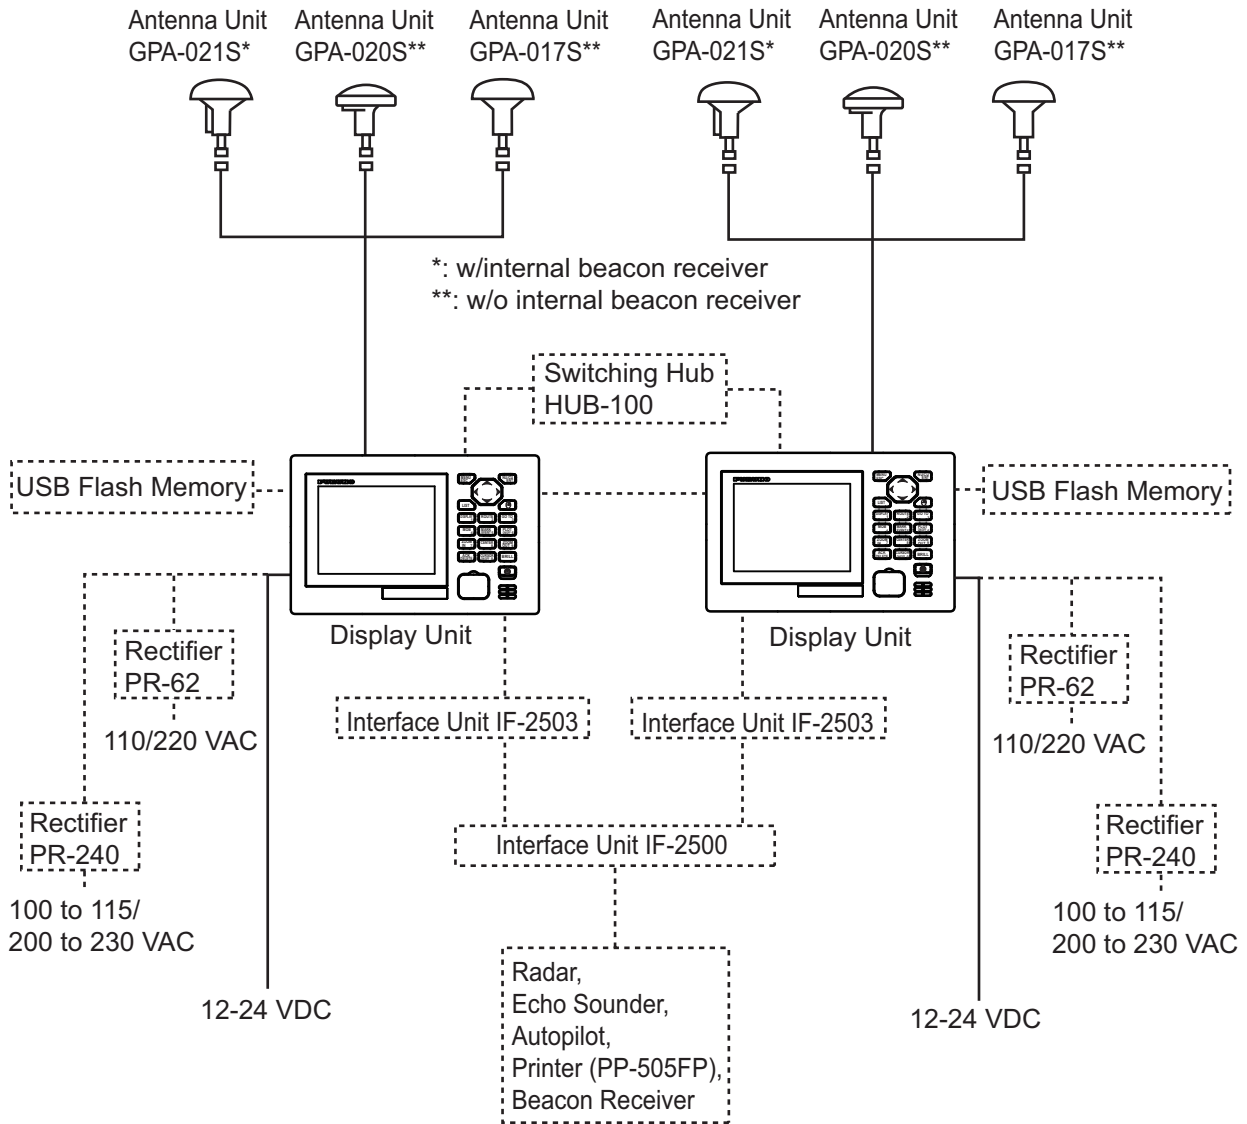 Antenna Unit
GPA-021S*
Antenna Unit
GPA-020S**
Antenna Unit
GPA-017S**
Antenna Unit
GPA-021S*
Antenna Unit
GPA-020S**
Antenna Unit
GPA-017S**
*: w/internal beacon receiver
**: w/o internal beacon receiver
Switching Hub
HUB-100
USB Flash Memory
USB Flash Memory
Display Unit
Display Unit
Rectifier
PR-62
110/220 VAC
Interface Unit IF-2503
Interface Unit IF-2503
Rectifier
PR-62
110/220 VAC
Rectifier
PR-240
100 to 115/
200 to 230 VAC
Interface Unit IF-2500
Rectifier
PR-240
100 to 115/
200 to 230 VAC
12-24 VDC
Radar,
Echo Sounder,
Autopilot,
Printer (PP-505FP),
Beacon Receiver
12-24 VDC